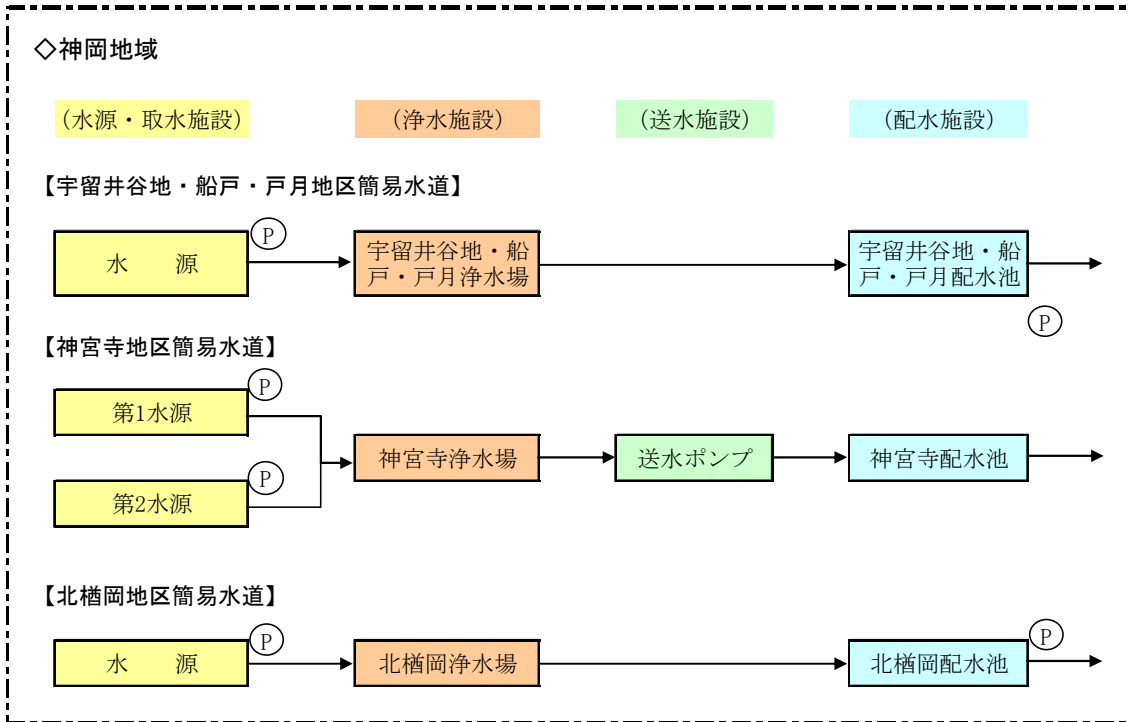 ◇神岡地域
(水源・取水施設)
(浄水施設)
(送水施設)
(配水施設)
【宇留井谷地・船戸・戸月地区簡易水道】
水　源
P
宇留井谷地・船
戸・戸月浄水場
宇留井谷地・船
戸・戸月配水池
P
【神宮寺地区簡易水道】
第1水源
P
第2水源
P
神宮寺浄水場
送水ポンプ
神宮寺配水池
【北楢岡地区簡易水道】
水　源
P
北楢岡浄水場
北楢岡配水池
P